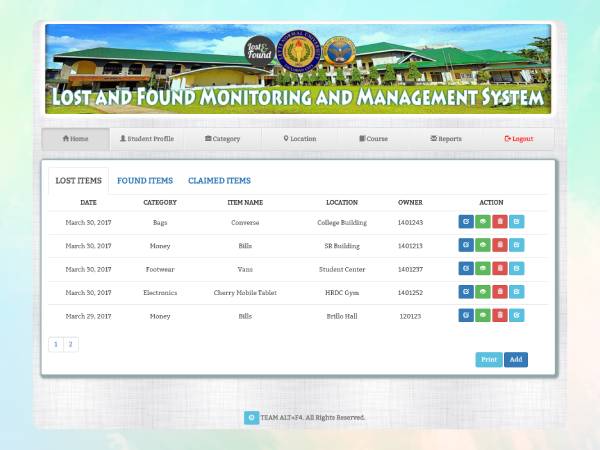 Lost & Found
LOST AND FOUND MONITORING AND MANAGEMENT SYSTEM
Home Student Profile Category Location Course Reports Logout
LOST ITEMS FOUND ITEMS CLAIMED ITEMS
DATE CATEGORY ITEM NAME LOCATION OWNER ACTION
March 30, 2017 Bags Converse College Building 1401243
March 30, 2017 Money Bills SR Building 1401213
March 30, 2017 Footwear Vans Student Center 1401237
March 30, 2017 Electronics Cherry Mobile Tablet HRDC Gym 1401252
March 29, 2017 Money Bills Brillo Hall 120123
1 2
Print Add
© TEAM ALT+F4. All Rights Reserved.